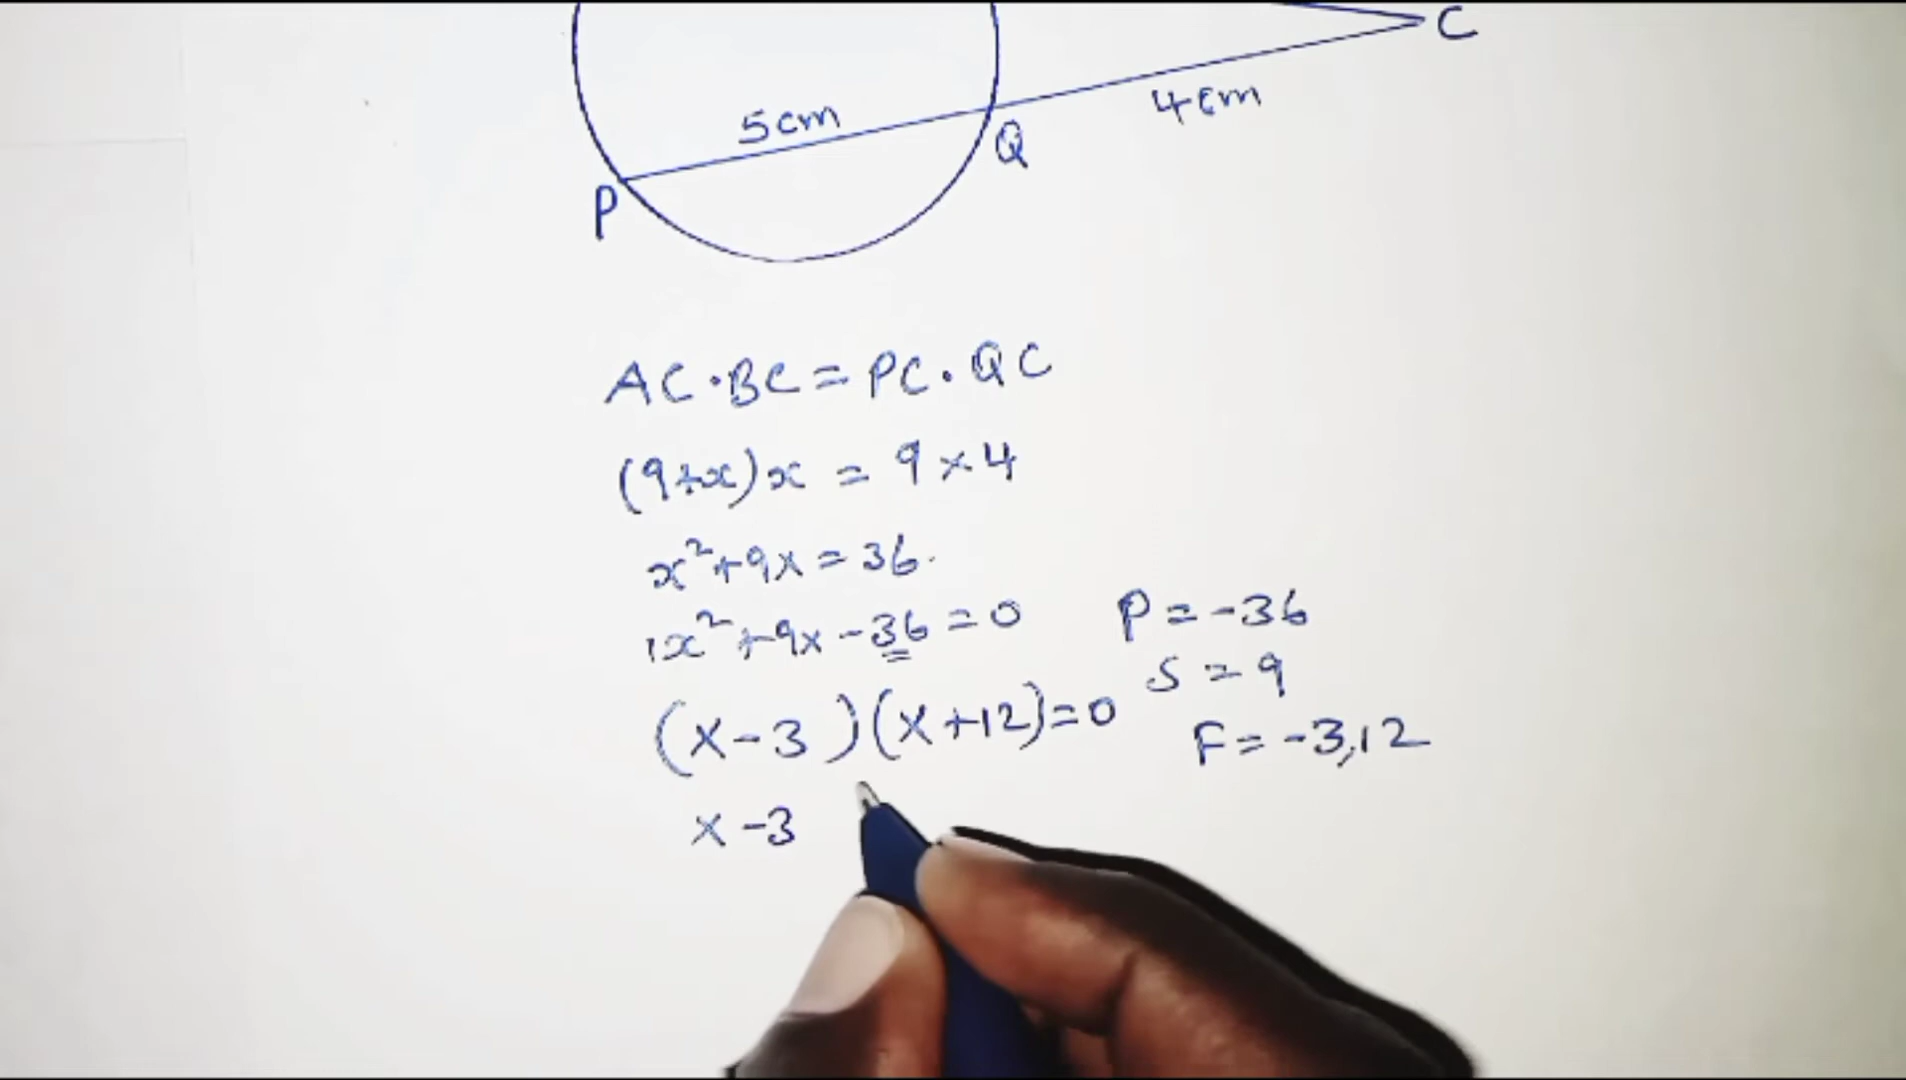 C
5cm
4cm
Q
P
AC·BC=PC·QC
(9+x)x = 9×4
x²+9x=36.
1x²+9x-36=0
P=-36
S=9
(x-3)(x+12)=0
F=-3,12
x-3